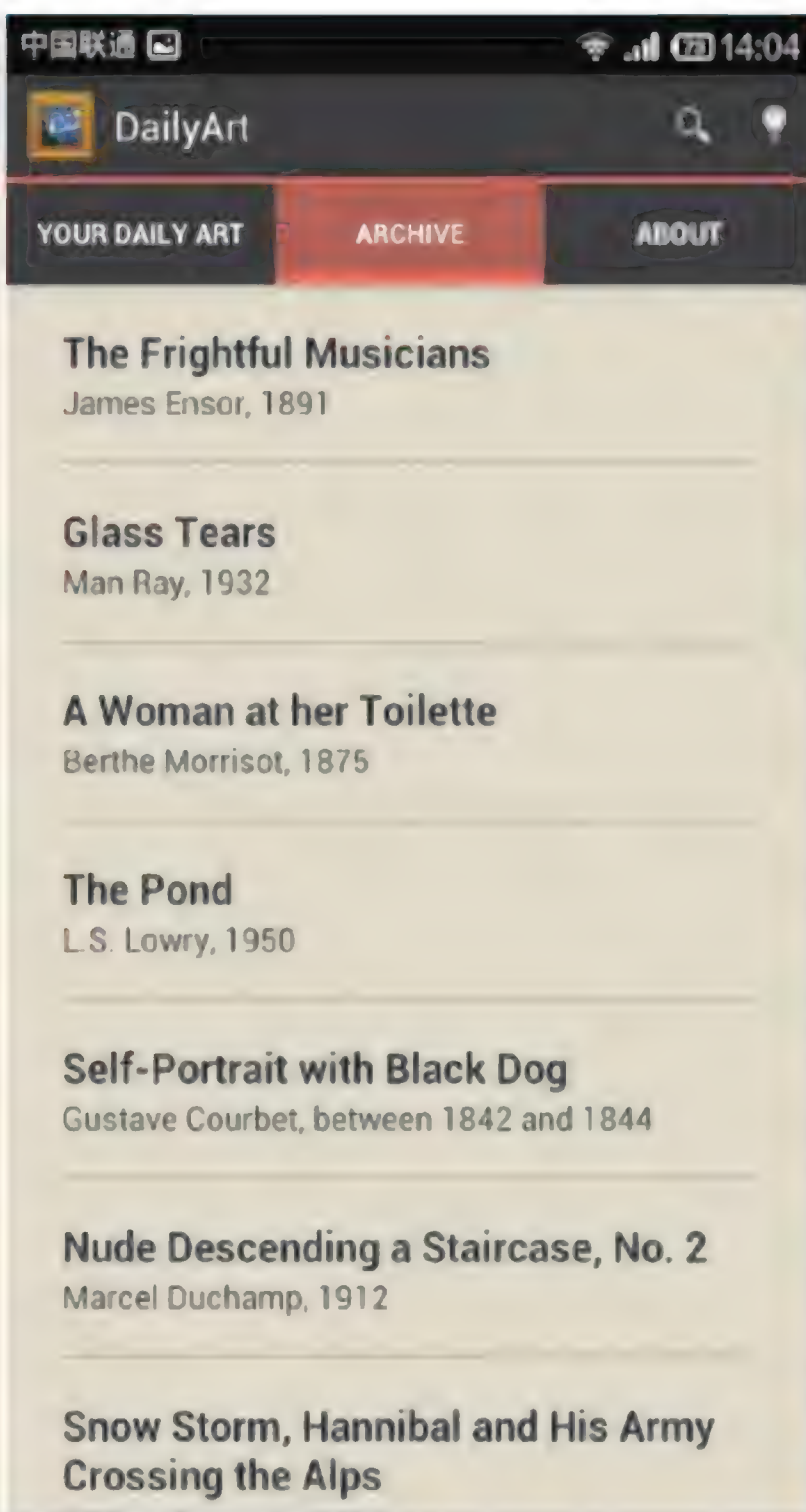 中国联通 73 14:04
DailyArt
YOUR DAILY ART ARCHIVE ABOUT
The Frightful Musicians
James Ensor, 1891
Glass Tears
Man Ray, 1932
A Woman at her Toilette
Berthe Morrisot, 1875
The Pond
L.S. Lowry, 1950
Self-Portrait with Black Dog
Gustave Courbet, between 1842 and 1844
Nude Descending a Staircase, No. 2
Marcel Duchamp, 1912
Snow Storm, Hannibal and His Army
Crossing the Alps